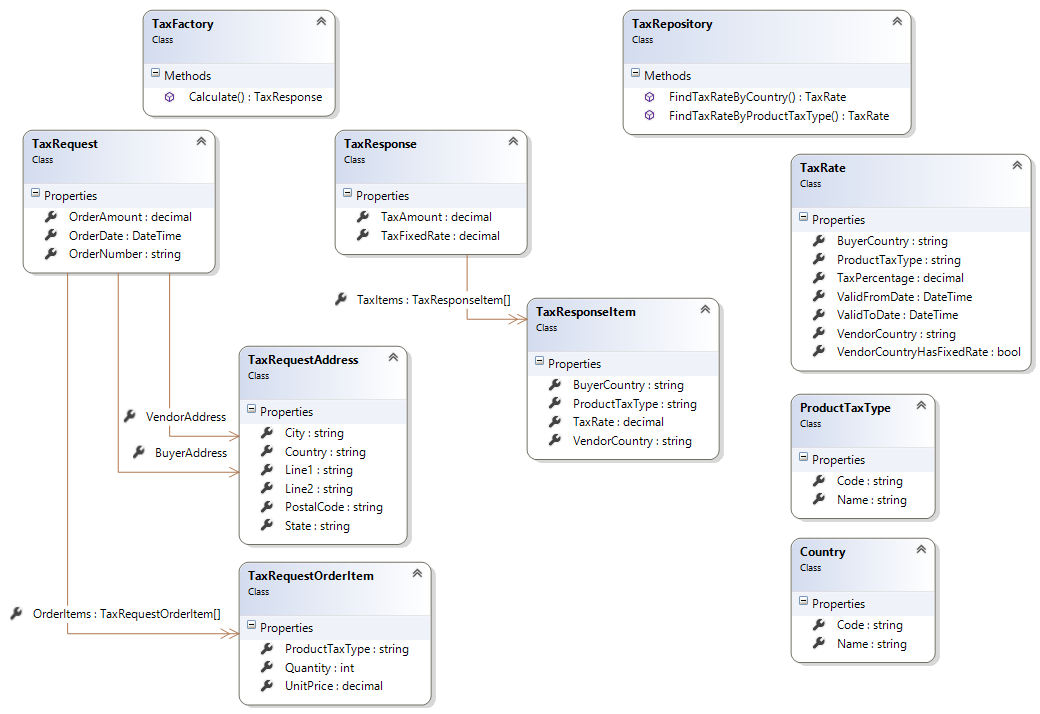 TaxFactory
Class
Methods
Calculate() : TaxResponse
TaxRepository
Class
Methods
FindTaxRateByCountry() : TaxRate
FindTaxRateByProductTaxType() : TaxRate
TaxRequest
Class
Properties
OrderAmount : decimal
OrderDate : DateTime
OrderNumber : string
TaxResponse
Class
Properties
TaxAmount : decimal
TaxFixedRate : decimal
TaxRate
Class
Properties
BuyerCountry : string
ProductTaxType : string
TaxPercentage : decimal
ValidFromDate : DateTime
ValidToDate : DateTime
VendorCountry : string
VendorCountryHasFixedRate : bool
TaxItems : TaxResponseItem[]
TaxResponseItem
Class
Properties
BuyerCountry : string
ProductTaxType : string
TaxRate : decimal
VendorCountry : string
TaxRequestAddress
Class
Properties
City : string
Country : string
Line1 : string
Line2 : string
PostalCode : string
State : string
VendorAddress
BuyerAddress
ProductTaxType
Class
Properties
Code : string
Name : string
Country
Class
Properties
Code : string
Name : string
OrderItems : TaxRequestOrderItem[]
TaxRequestOrderItem
Class
Properties
ProductTaxType : string
Quantity : int
UnitPrice : decimal